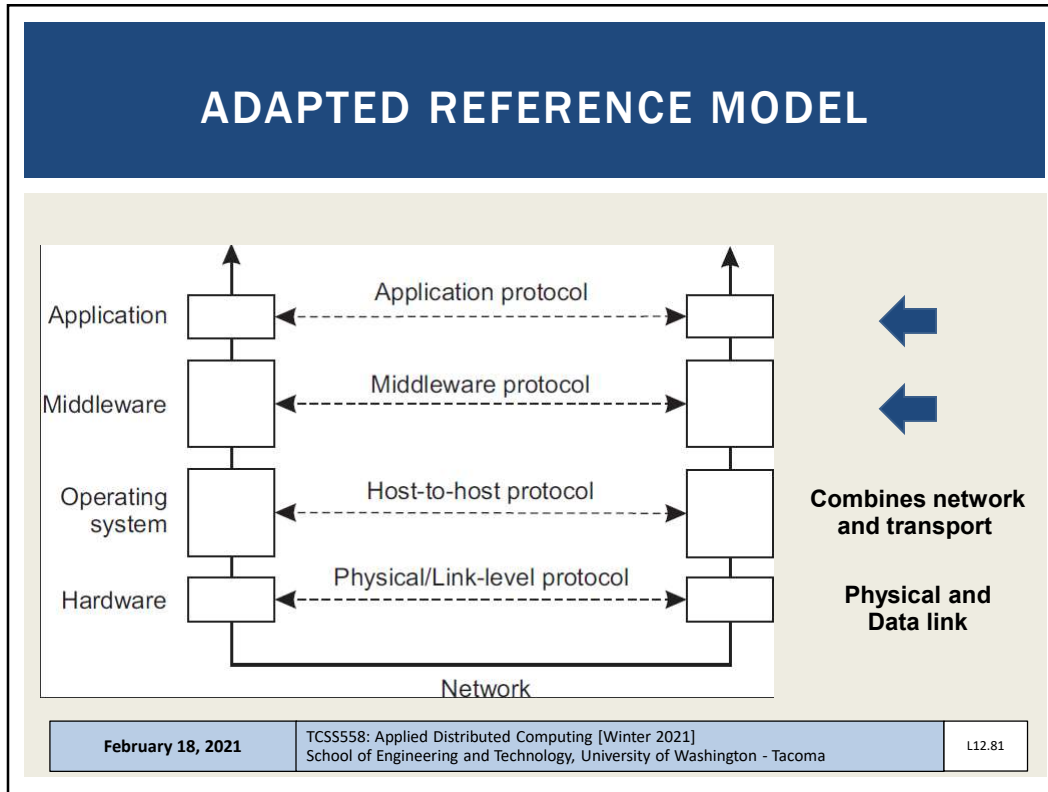 ADAPTED REFERENCE MODEL
Application
Application protocol
Middleware
Middleware protocol
Operating
system
Host-to-host protocol
Combines network
and transport
Hardware
Physical/Link-level protocol
Physical and
Data link
Network
February 18, 2021
TCSS558: Applied Distributed Computing [Winter 2021]
School of Engineering and Technology, University of Washington - Tacoma
L12.81